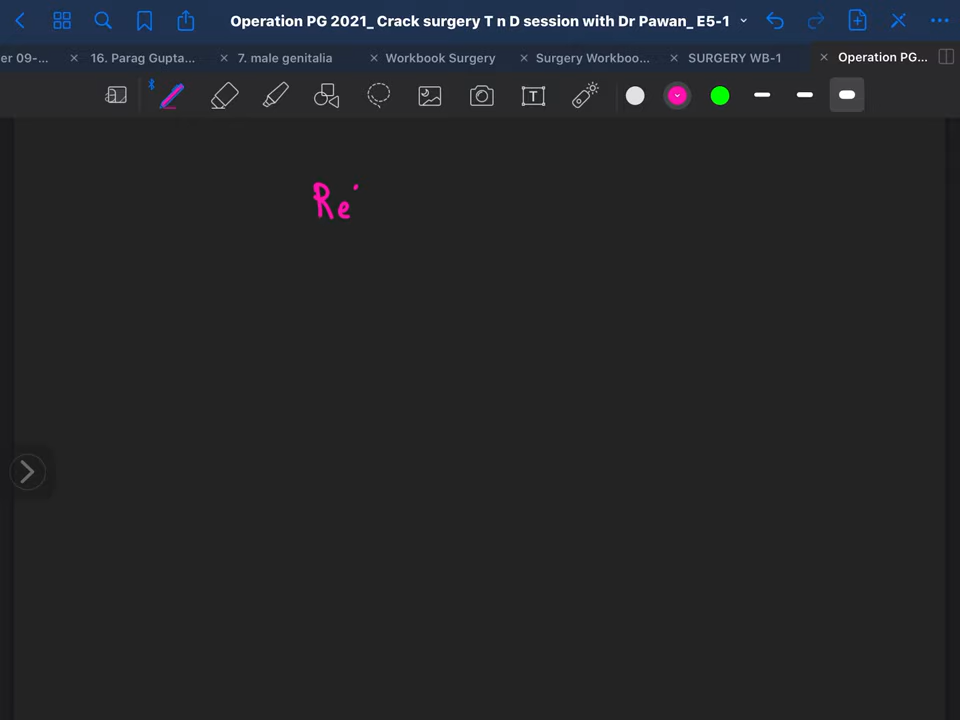 Operation PG 2021_ Crack surgery T n D session with Dr Pawan_ E5-1
er 09-... 16. Parag Gupta... 7. male genitalia Workbook Surgery Surgery Workboo... SURGERY WB-1 Operation PG...
T
Re